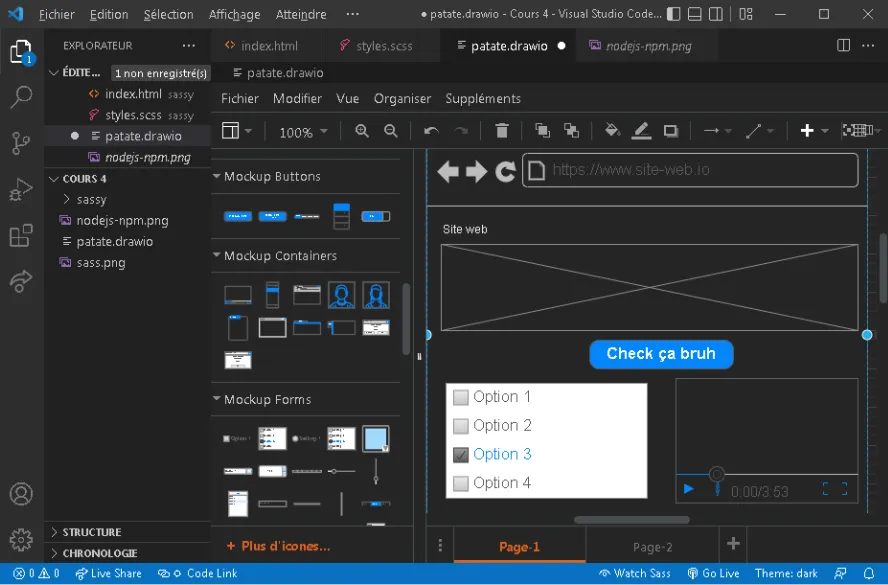 Fichier Edition Sélection Affichage Atteindre ··· ● patate.drawio - Cours 4 - Visual Studio Code...
EXPLORATEUR ···
index.html styles.scss patate.drawio ● nodejs-npm.png ···
1
ÉDITE... 1 non enregistré(s)
patate.drawio
index.html sassy
styles.scss sassy
● patate.drawio
nodejs-npm.png
COURS 4
sassy
nodejs-npm.png
patate.drawio
sass.png
Fichier Modifier Vue Organiser Suppléments
100%
Mockup Buttons
Mockup Containers
Mockup Forms
+ Plus d'icones...
https://www.site-web.io
Site web
Check ça bruh
Option 1
Option 2
Option 3
Option 4
0:00/3:53
Page-1 Page-2 +
STRUCTURE
CHRONOLOGIE
0 0 Live Share Code Link Watch Sass Go Live Theme: dark